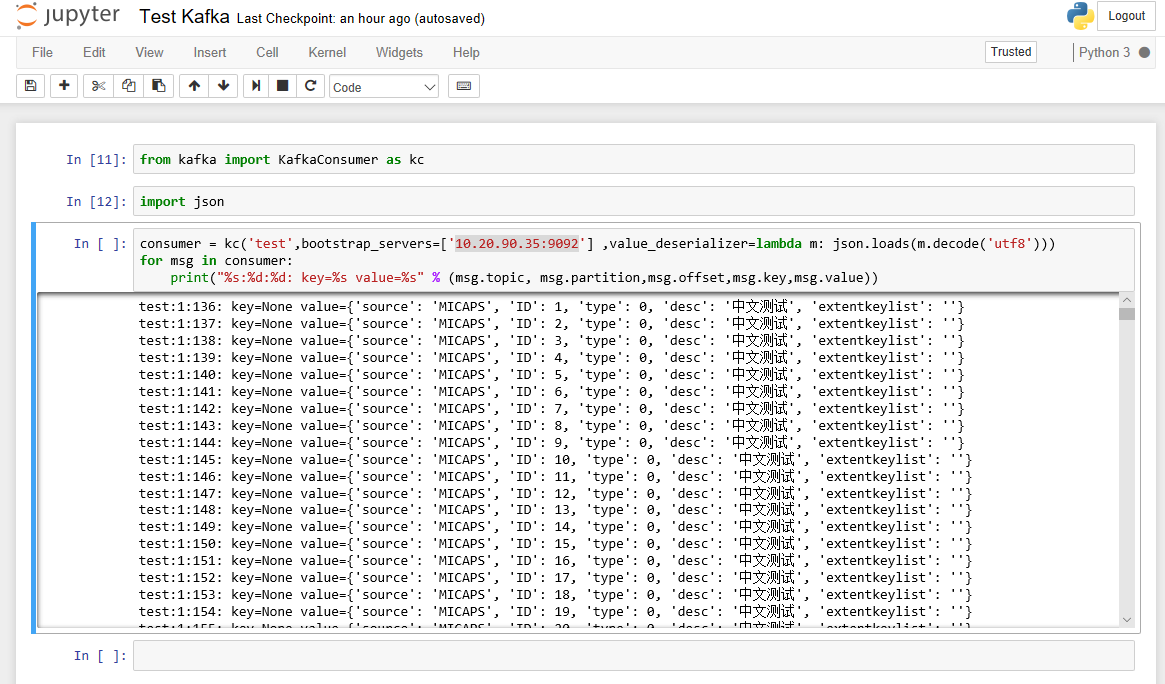 jupyter Test Kafka Last Checkpoint: an hour ago (autosaved) Logout
File Edit View Insert Cell Kernel Widgets Help Trusted Python 3
Code
In [11]: from kafka import KafkaConsumer as kc
In [12]: import json
In [ ]: consumer = kc('test',bootstrap_servers=['10.20.90.35:9092'] ,value_deserializer=lambda m: json.loads(m.decode('utf8')))
for msg in consumer:
    print("%s:%d:%d: key=%s value=%s" % (msg.topic, msg.partition,msg.offset,msg.key,msg.value))
test:1:136: key=None value={'source': 'MICAPS', 'ID': 1, 'type': 0, 'desc': '中文测试', 'extentkeylist': ''}
test:1:137: key=None value={'source': 'MICAPS', 'ID': 2, 'type': 0, 'desc': '中文测试', 'extentkeylist': ''}
test:1:138: key=None value={'source': 'MICAPS', 'ID': 3, 'type': 0, 'desc': '中文测试', 'extentkeylist': ''}
test:1:139: key=None value={'source': 'MICAPS', 'ID': 4, 'type': 0, 'desc': '中文测试', 'extentkeylist': ''}
test:1:140: key=None value={'source': 'MICAPS', 'ID': 5, 'type': 0, 'desc': '中文测试', 'extentkeylist': ''}
test:1:141: key=None value={'source': 'MICAPS', 'ID': 6, 'type': 0, 'desc': '中文测试', 'extentkeylist': ''}
test:1:142: key=None value={'source': 'MICAPS', 'ID': 7, 'type': 0, 'desc': '中文测试', 'extentkeylist': ''}
test:1:143: key=None value={'source': 'MICAPS', 'ID': 8, 'type': 0, 'desc': '中文测试', 'extentkeylist': ''}
test:1:144: key=None value={'source': 'MICAPS', 'ID': 9, 'type': 0, 'desc': '中文测试', 'extentkeylist': ''}
test:1:145: key=None value={'source': 'MICAPS', 'ID': 10, 'type': 0, 'desc': '中文测试', 'extentkeylist': ''}
test:1:146: key=None value={'source': 'MICAPS', 'ID': 11, 'type': 0, 'desc': '中文测试', 'extentkeylist': ''}
test:1:147: key=None value={'source': 'MICAPS', 'ID': 12, 'type': 0, 'desc': '中文测试', 'extentkeylist': ''}
test:1:148: key=None value={'source': 'MICAPS', 'ID': 13, 'type': 0, 'desc': '中文测试', 'extentkeylist': ''}
test:1:149: key=None value={'source': 'MICAPS', 'ID': 14, 'type': 0, 'desc': '中文测试', 'extentkeylist': ''}
test:1:150: key=None value={'source': 'MICAPS', 'ID': 15, 'type': 0, 'desc': '中文测试', 'extentkeylist': ''}
test:1:151: key=None value={'source': 'MICAPS', 'ID': 16, 'type': 0, 'desc': '中文测试', 'extentkeylist': ''}
test:1:152: key=None value={'source': 'MICAPS', 'ID': 17, 'type': 0, 'desc': '中文测试', 'extentkeylist': ''}
test:1:153: key=None value={'source': 'MICAPS', 'ID': 18, 'type': 0, 'desc': '中文测试', 'extentkeylist': ''}
test:1:154: key=None value={'source': 'MICAPS', 'ID': 19, 'type': 0, 'desc': '中文测试', 'extentkeylist': ''}
test:1:155: key=None value={'source': 'MICAPS', 'ID': 20, 'type': 0, 'desc': '中文测试', 'extentkeylist': ''}
In [ ]: